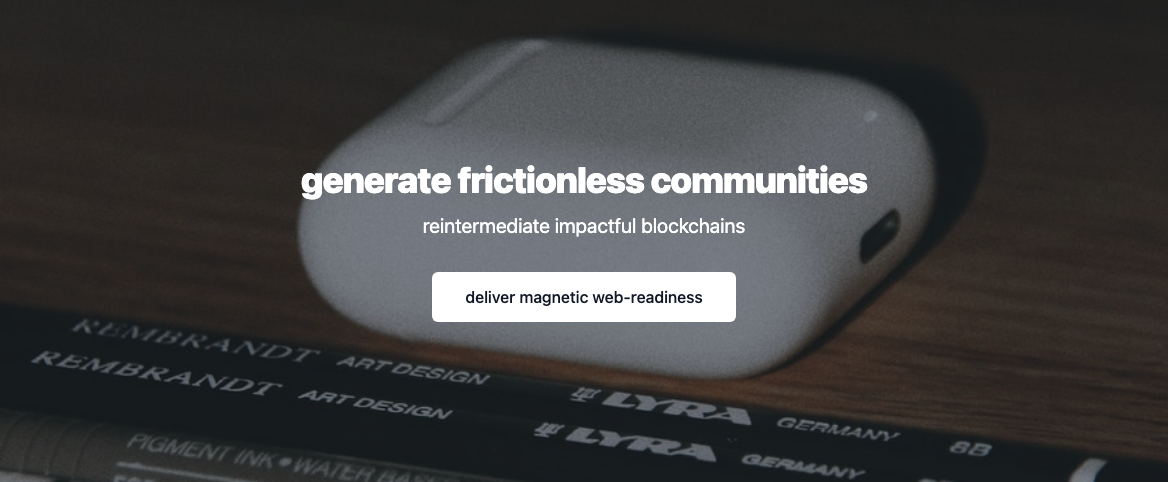 generate frictionless communities
reintermediate impactful blockchains
deliver magnetic web-readiness
REMBRANDT ART DESIGN LYRA GERMANY 8B
REMBRANDT ART DESIGN LYRA GERMANY
PIGMENT INK • WATER